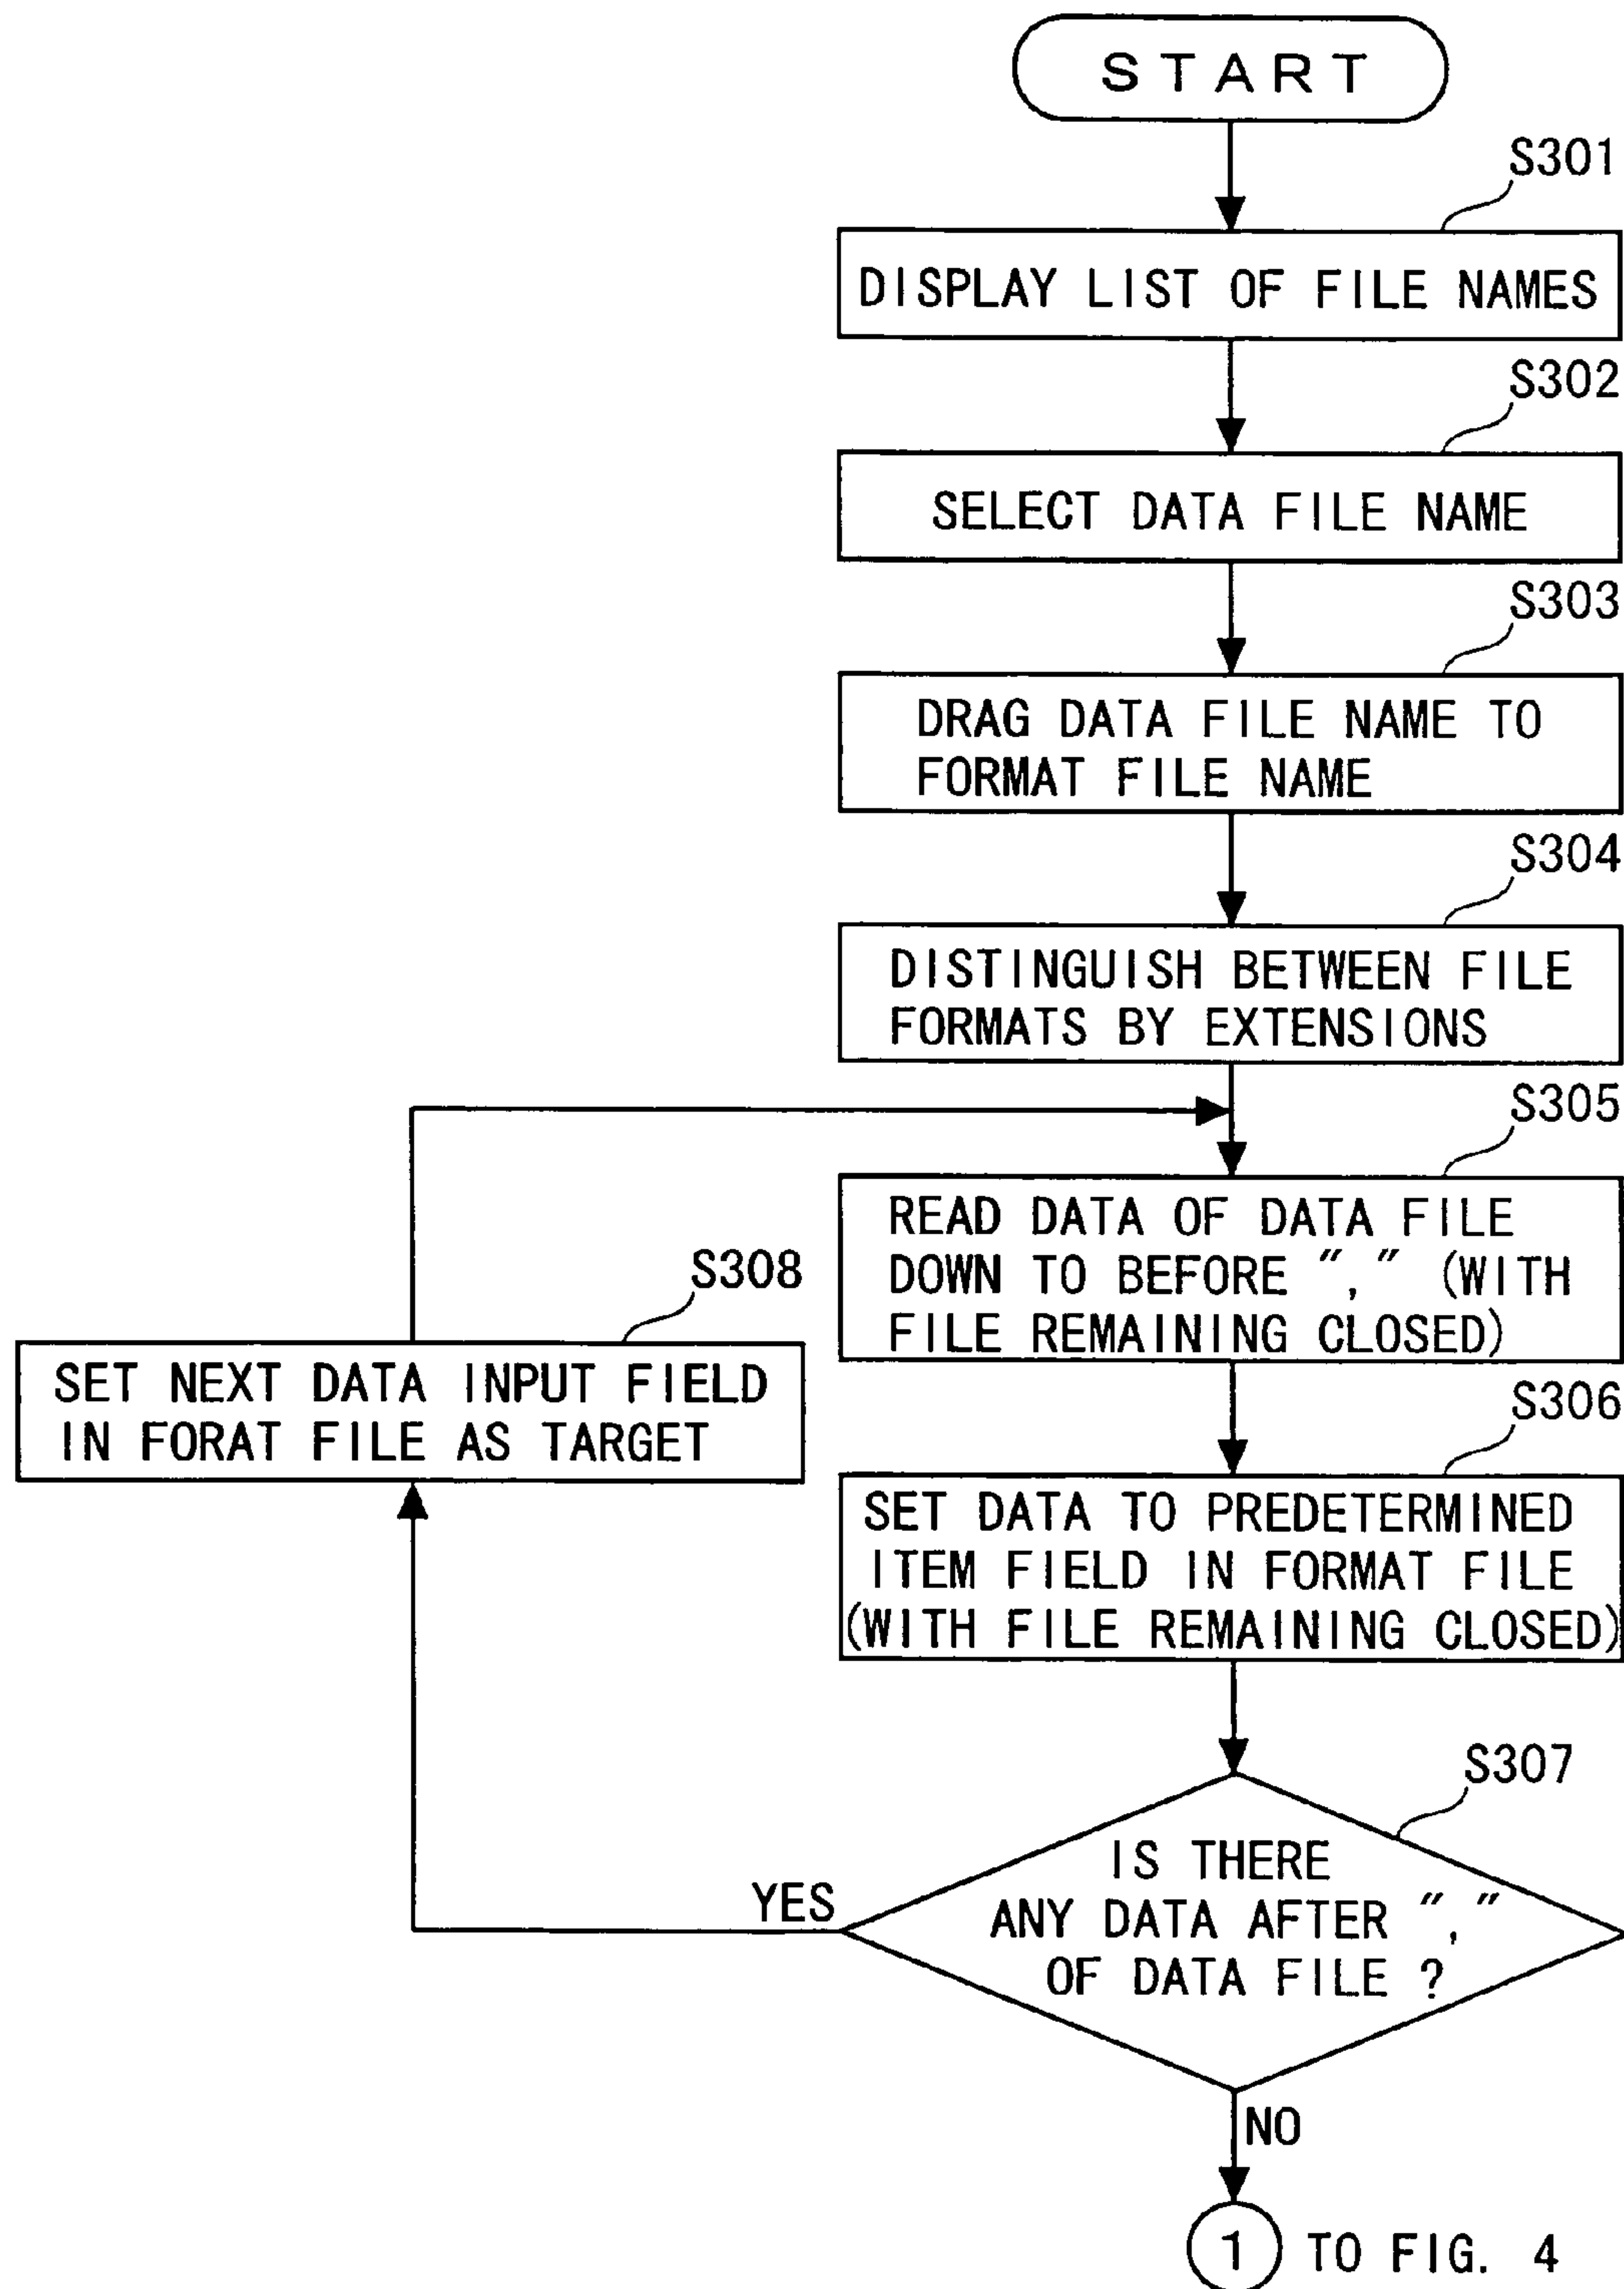 START
S301
DISPLAY LIST OF FILE NAMES
S302
SELECT DATA FILE NAME
S303
DRAG DATA FILE NAME TO
FORMAT FILE NAME
S304
DISTINGUISH BETWEEN FILE
FORMATS BY EXTENSIONS
S305
READ DATA OF DATA FILE
DOWN TO BEFORE "," (WITH
FILE REMAINING CLOSED)
S308
SET NEXT DATA INPUT FIELD
IN FORAT FILE AS TARGET
S306
SET DATA TO PREDETERMINED
ITEM FIELD IN FORMAT FILE
(WITH FILE REMAINING CLOSED)
S307
IS THERE
ANY DATA AFTER ","
OF DATA FILE ?
YES
NO
1 TO FIG. 4